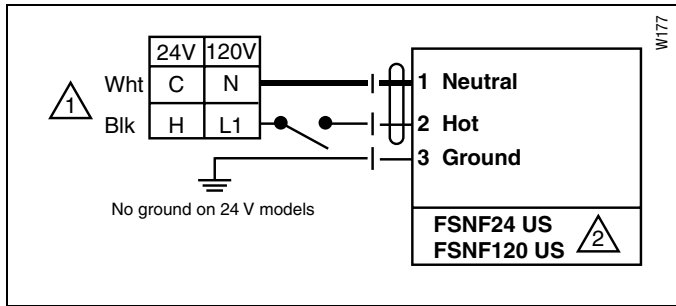 W177
24V 120V
Wht C N 1 Neutral
1
Blk H L1 2 Hot
3 Ground
No ground on 24 V models
FSNF24 US
FSNF120 US 2